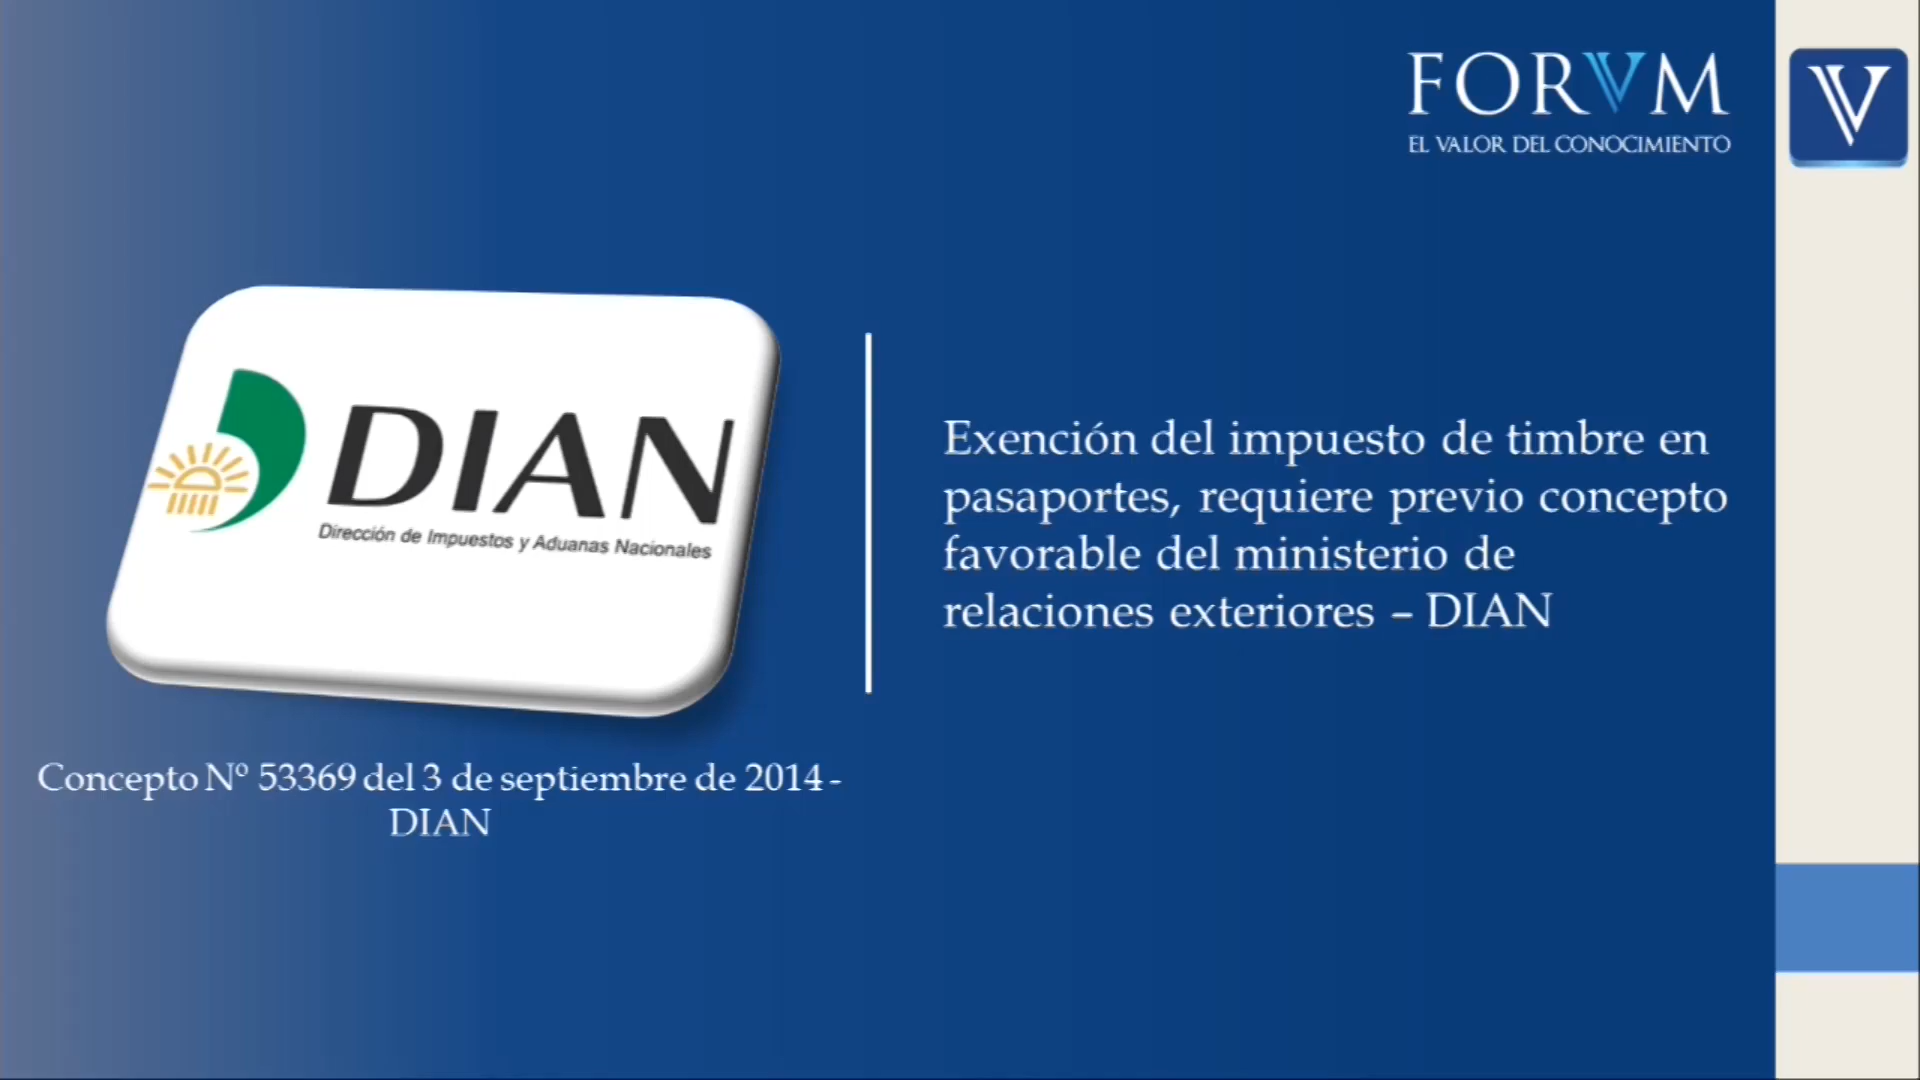 FORVM
EL VALOR DEL CONOCIMIENTO
V
DIAN
Dirección de Impuestos y Aduanas Nacionales
Exención del impuesto de timbre en
pasaportes, requiere previo concepto
favorable del ministerio de
relaciones exteriores – DIAN
Concepto Nº 53369 del 3 de septiembre de 2014 -
DIAN